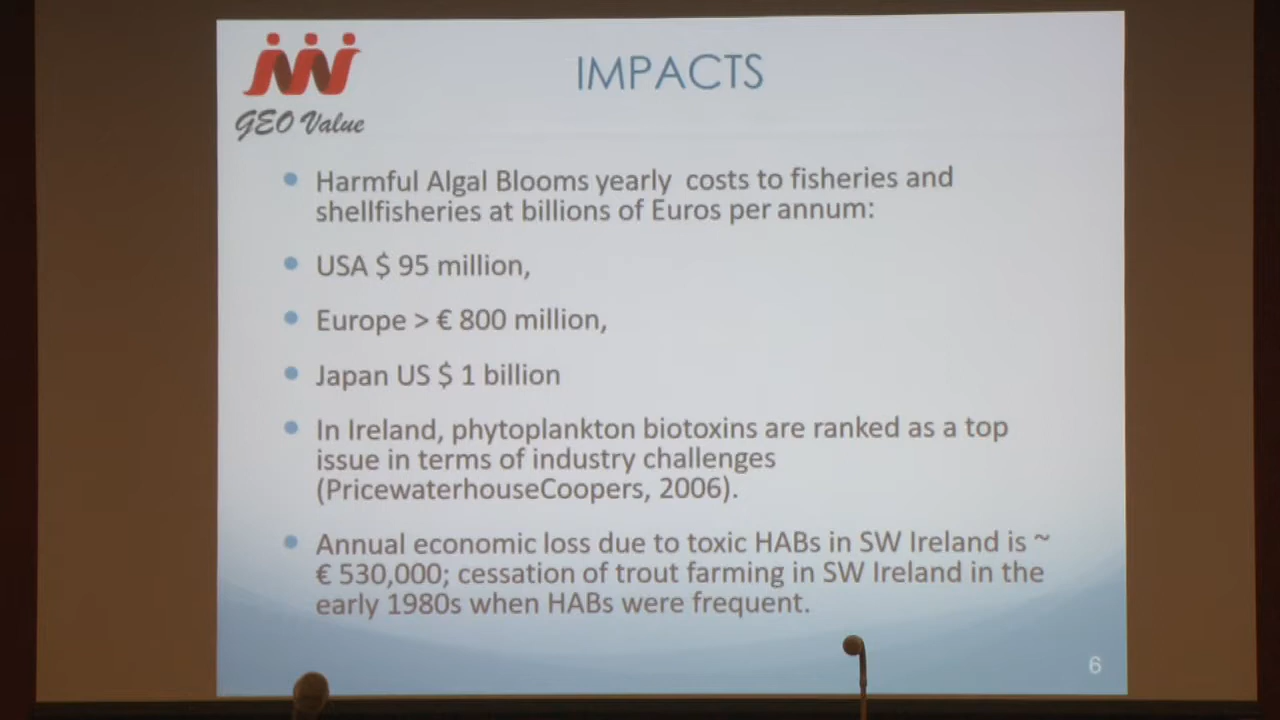 IMPACTS
GEO Value
Harmful Algal Blooms yearly costs to fisheries and
shellfisheries at billions of Euros per annum:
USA $ 95 million,
Europe > € 800 million,
Japan US $ 1 billion
In Ireland, phytoplankton biotoxins are ranked as a top
issue in terms of industry challenges
(PricewaterhouseCoopers, 2006).
Annual economic loss due to toxic HABs in SW Ireland is ~
€ 530,000; cessation of trout farming in SW Ireland in the
early 1980s when HABs were frequent.
6